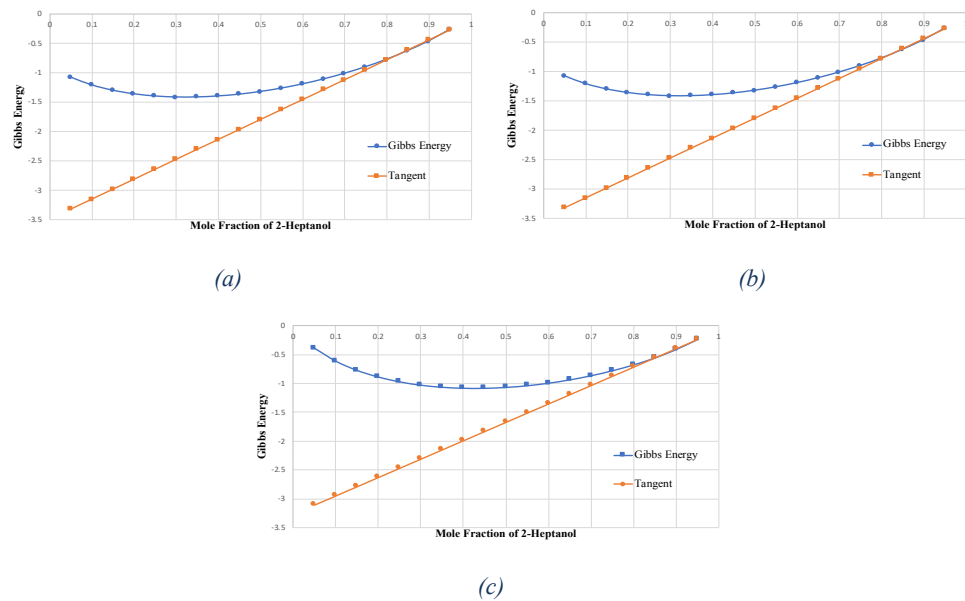 0 0.1 0.2 0.3 0.4 0.5 0.6 0.7 0.8 0.9 1
0
-0.5
-1
-1.5
-2
-2.5
-3
-3.5
Gibbs Energy
Gibbs Energy
Tangent
Mole Fraction of 2-Heptanol
(a)
0 0.1 0.2 0.3 0.4 0.5 0.6 0.7 0.8 0.9
0
-0.5
-1
-1.5
-2
-2.5
-3
-3.5
Gibbs Energy
Gibbs Energy
Tangent
Mole Fraction of 2-Heptanol
(b)
0 0.1 0.2 0.3 0.4 0.5 0.6 0.7 0.8 0.9 1
0
-0.5
-1
-1.5
-2
-2.5
-3
-3.5
Gibbs Energy
Gibbs Energy
Tangent
Mole Fraction of 2-Heptanol
(c)